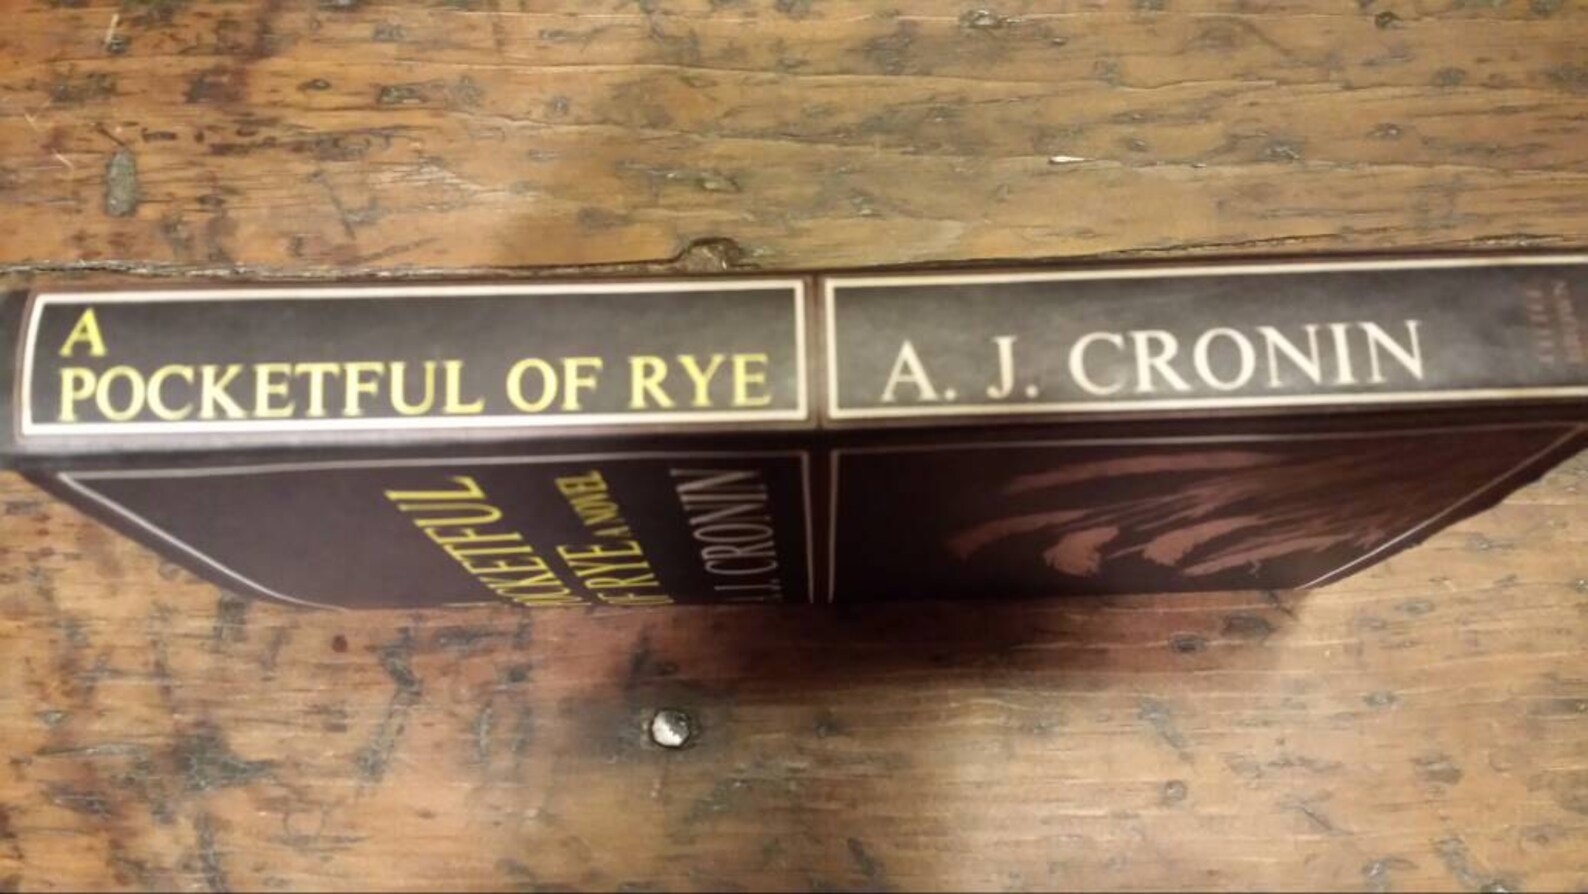 A
POCKETFUL OF RYE
A. J. CRONIN
POCKETFUL
OF RYE A NOVEL
J. CRONIN